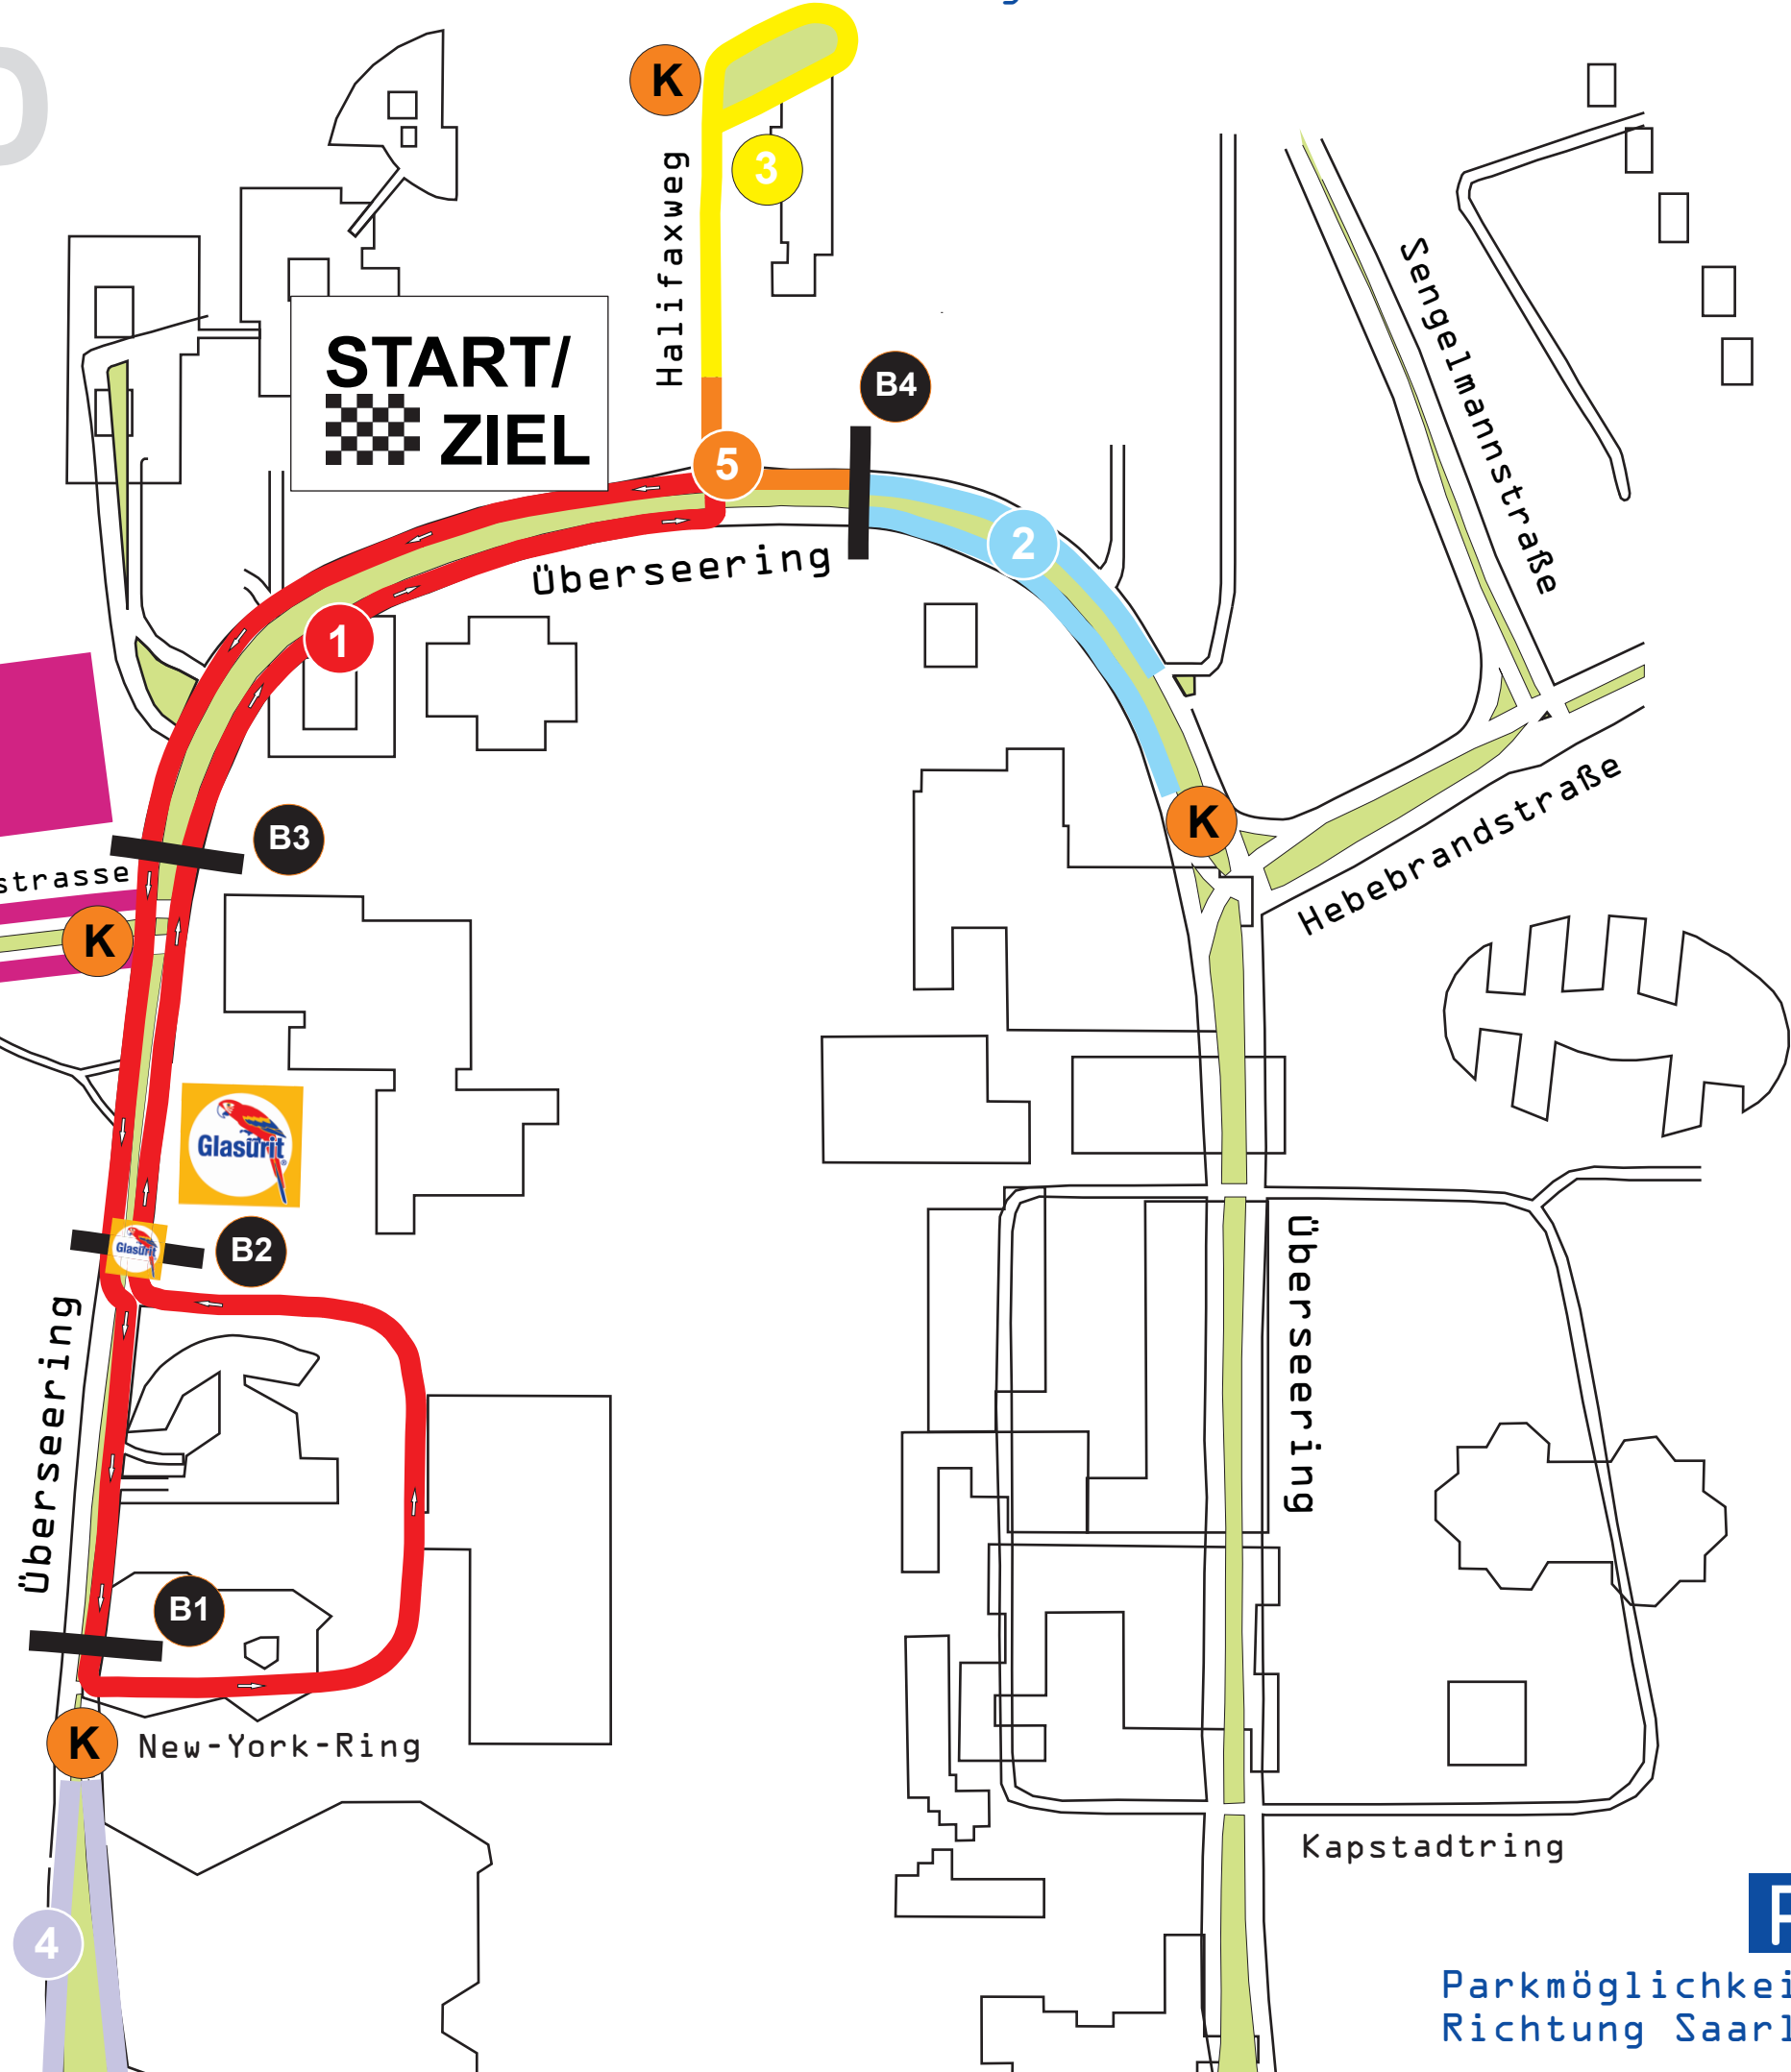 K
3
Halifaxweg
START/
ZIEL
B4
5
Sengelmannstraße
2
Überseering
1
K
Hebebrandstraße
B3
strasse
K
Glasurit
B2
Glasurit
Überseering
Überseering
B1
K
New-York-Ring
Kapstadtring
4
P
Parkmöglichkei
Richtung Saarl